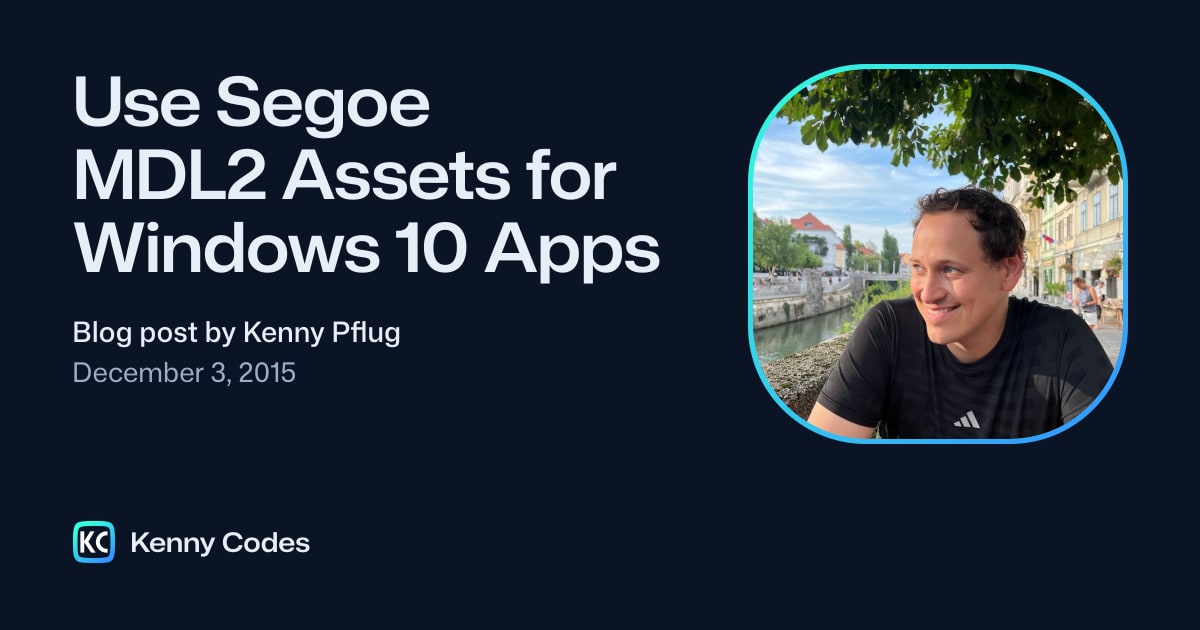 Use Segoe
MDL2 Assets for
Windows 10 Apps
Blog post by Kenny Pflug
December 3, 2015
KC
Kenny Codes